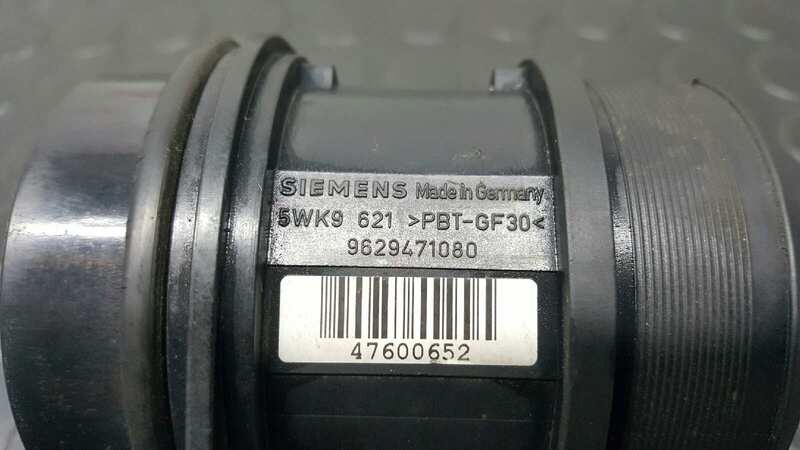 SIEMENS Made in Germany
5WK9 621 >PBT-GF30<
9629471080
47600652